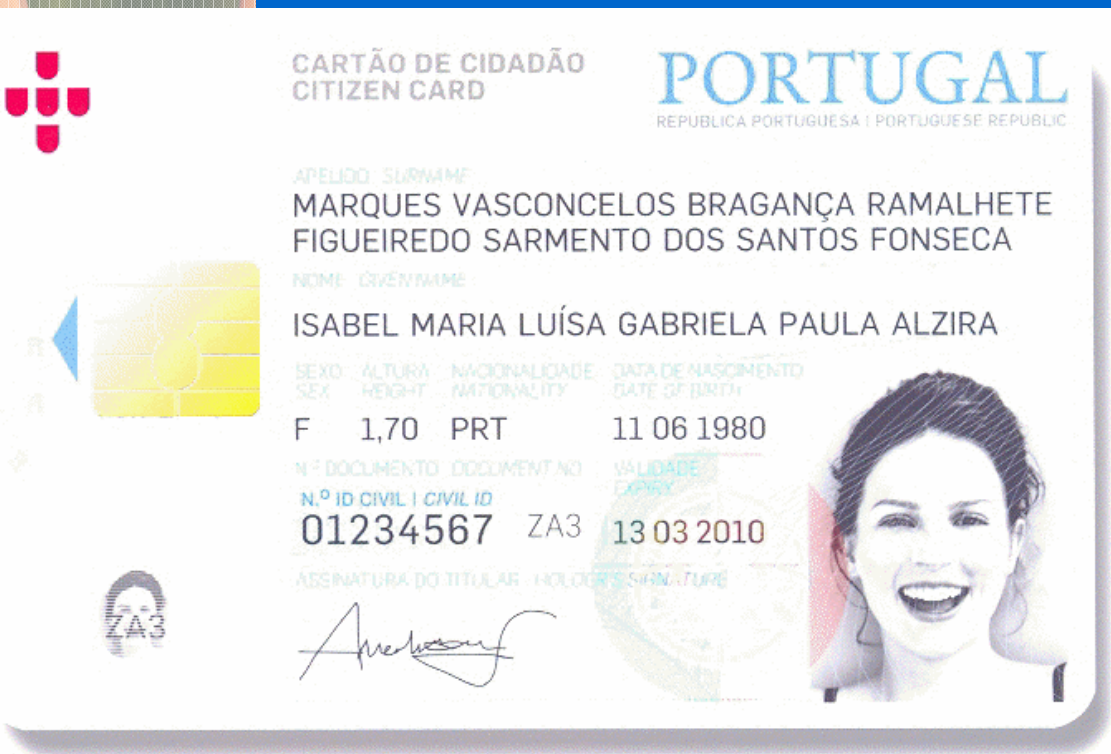 CARTÃO DE CIDADÃO
CITIZEN CARD
PORTUGAL
REPUBLICA PORTUGUESA | PORTUGUESE REPUBLIC
APELIDO SURNAME
MARQUES VASCONCELOS BRAGANÇA RAMALHETE
FIGUEIREDO SARMENTO DOS SANTOS FONSECA
NOME GIVEN NAME
ISABEL MARIA LUÍSA GABRIELA PAULA ALZIRA
SEXO ALTURA NACIONALIDADE DATA DE NASCIMENTO
SEX HEIGHT NATIONALITY DATE OF BIRTH
F 1,70 PRT 11 06 1980
N.º DOCUMENTO DOCUMENT NO VALIDADE
EXPIRY
N.º ID CIVIL | CIVIL ID
01234567 ZA3 13 03 2010
ASSINATURA DO TITULAR HOLDER'S SIGNATURE
ZA3